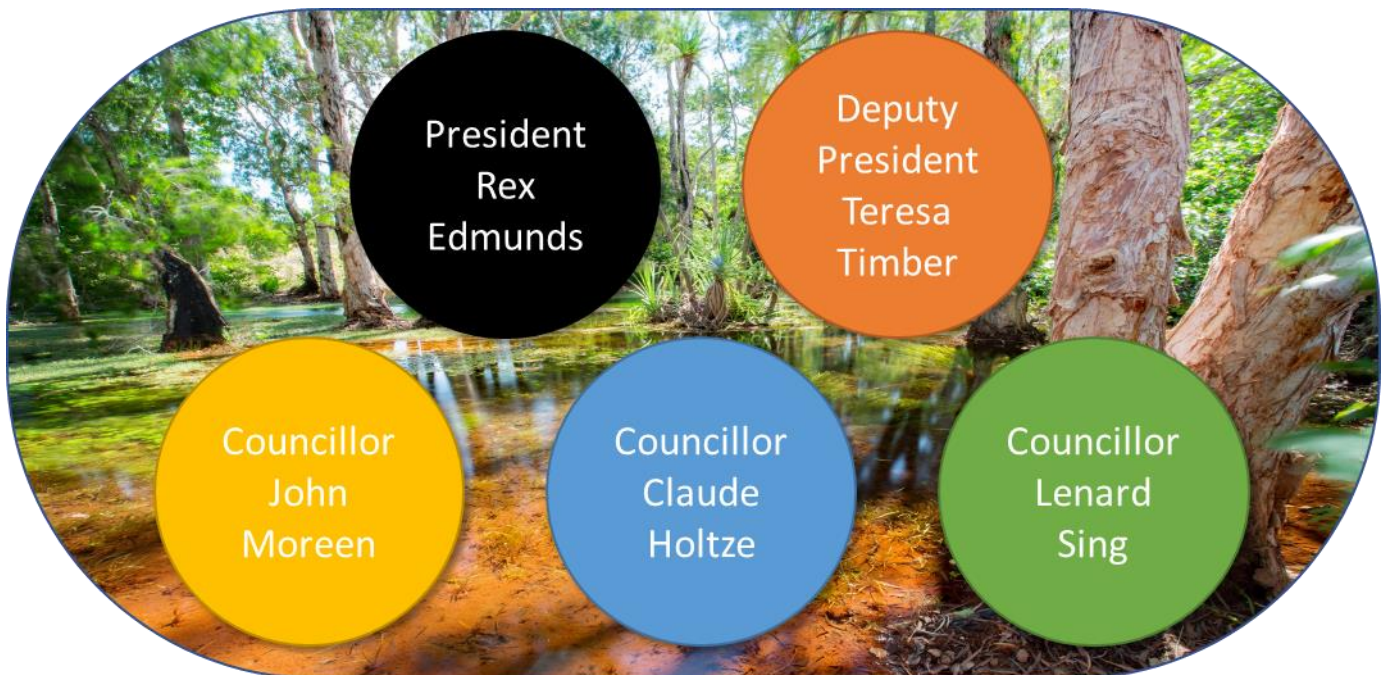 President
Rex
Edmunds
Deputy
President
Teresa
Timber
Councillor
John
Moreen
Councillor
Claude
Holtze
Councillor
Lenard
Sing